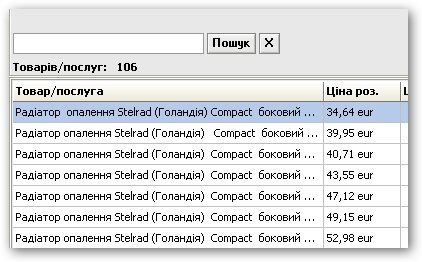 Пошук X
Товарів/послуг: 106
Товар/послуга Ціна роз. Ц
Радіатор опалення Stelrad (Голандія) Compact боковий ... 34,64 eur
Радіатор опалення Stelrad (Голандія) Compact боковий ... 39,95 eur
Радіатор опалення Stelrad (Голандія) Compact боковий ... 40,71 eur
Радіатор опалення Stelrad (Голандія) Compact боковий ... 43,55 eur
Радіатор опалення Stelrad (Голандія) Compact боковий ... 47,12 eur
Радіатор опалення Stelrad (Голандія) Compact боковий ... 49,15 eur
Радіатор опалення Stelrad (Голандія) Compact боковий ... 52,98 eur